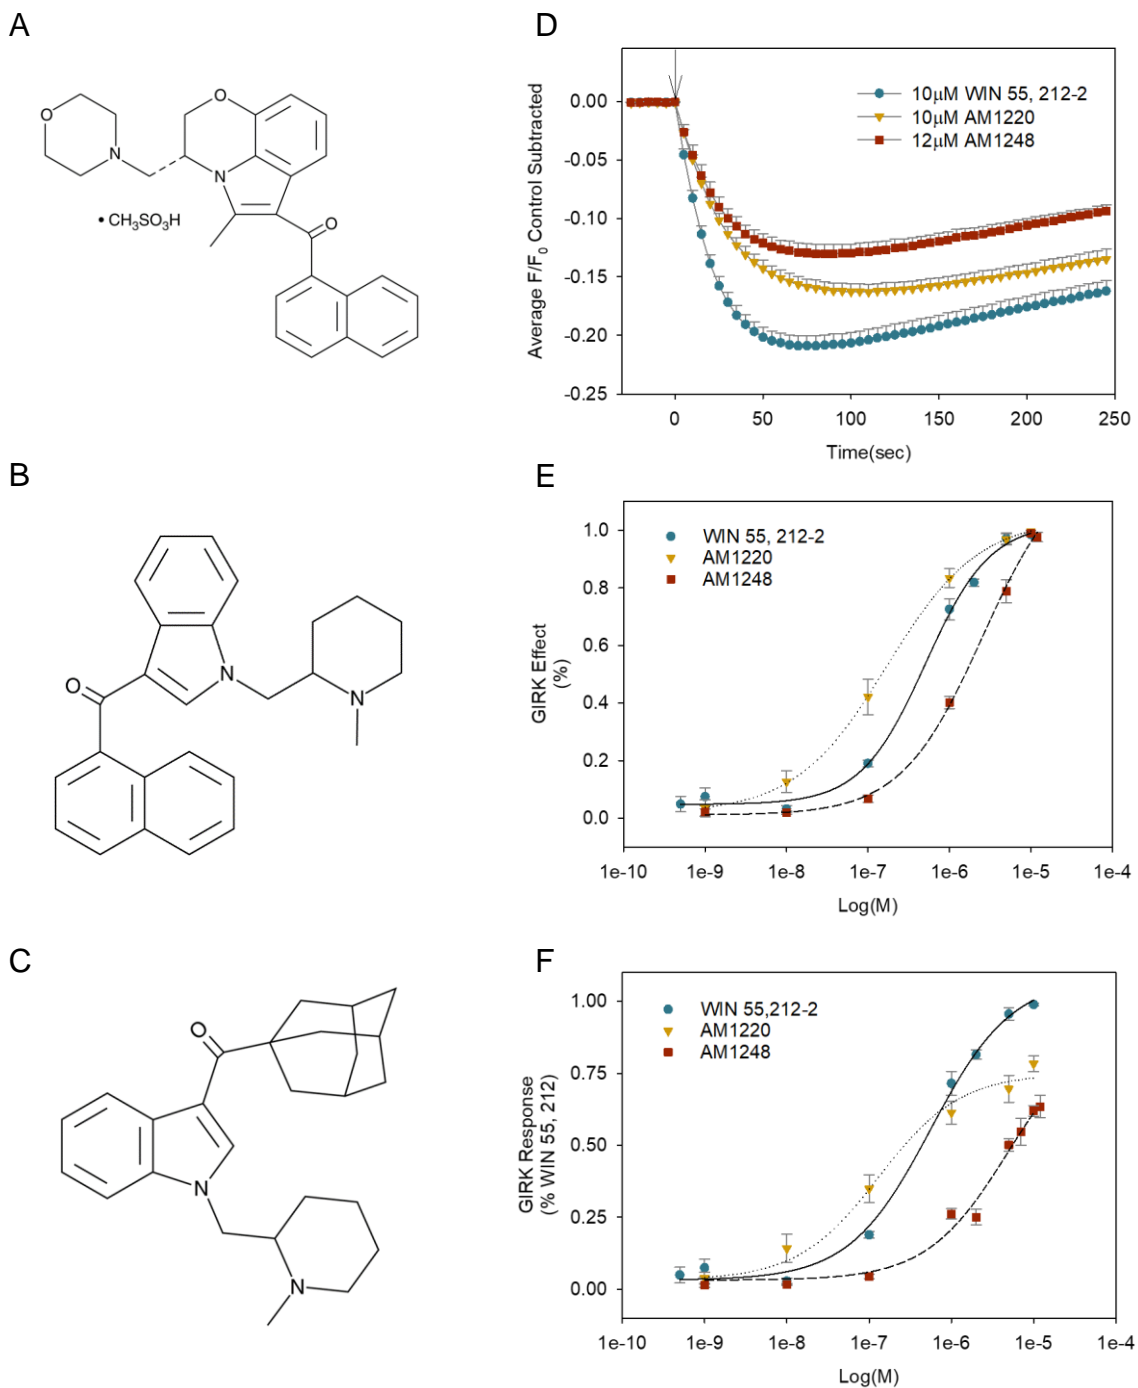 A
O
N
O
N
O
• CH₃SO₃H
B
N
O
N
C
O
N
N
D
0.00
-0.05
-0.10
-0.15
-0.20
-0.25
Average F/F₀ Control Subtracted
10μM WIN 55, 212-2
10μM AM1220
12μM AM1248
0 50 100 150 200 250
Time(sec)
E
1.0
0.8
0.6
0.4
0.2
0.0
GIRK Effect
(%)
WIN 55, 212-2
AM1220
AM1248
1e-10 1e-9 1e-8 1e-7 1e-6 1e-5 1e-4
Log(M)
F
1.00
0.75
0.50
0.25
0.00
GIRK Response
(% WIN 55, 212)
WIN 55,212-2
AM1220
AM1248
1e-10 1e-9 1e-8 1e-7 1e-6 1e-5 1e-4
Log(M)